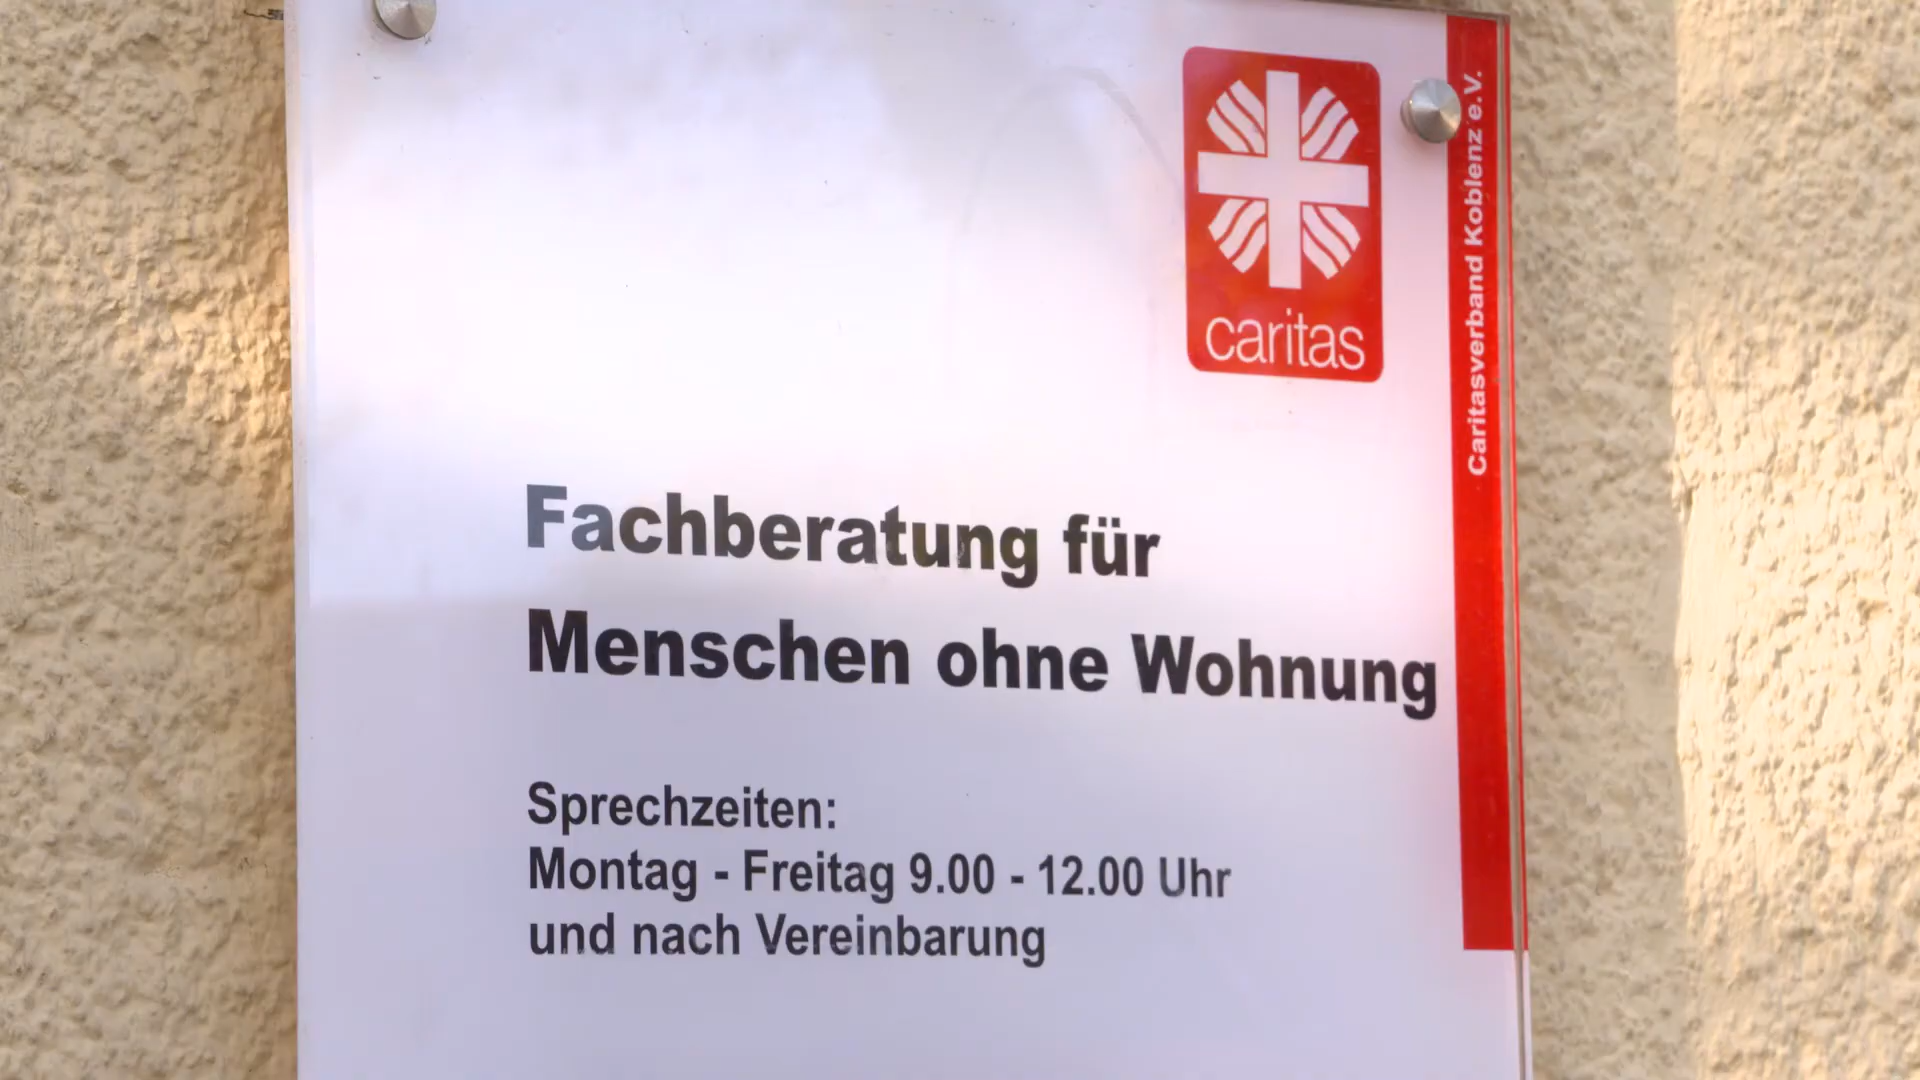 caritas
Caritasverband Koblenz e.V.
Fachberatung für
Menschen ohne Wohnung
Sprechzeiten:
Montag - Freitag 9.00 - 12.00 Uhr
und nach Vereinbarung